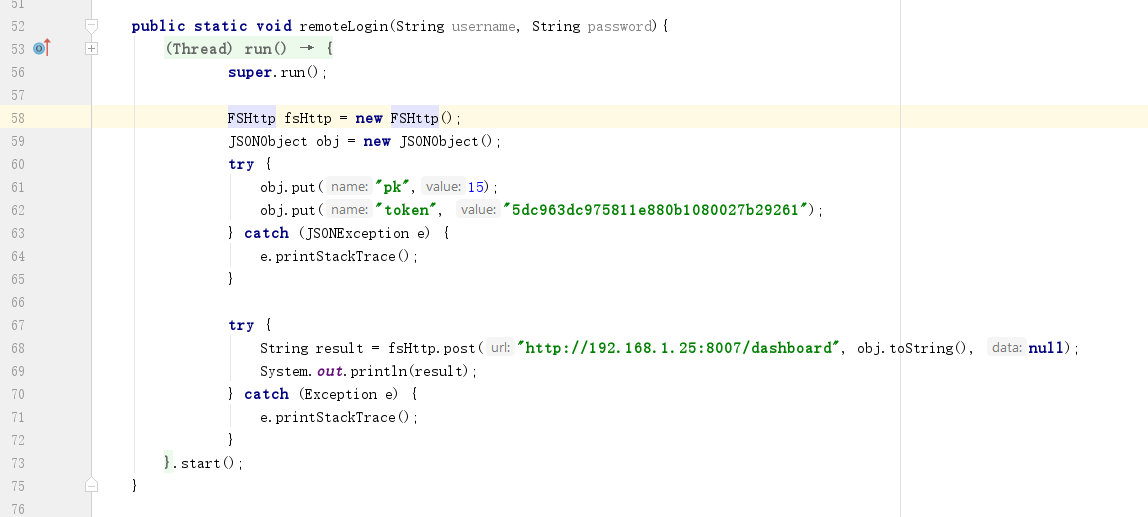 51
52 public static void remoteLogin(String username, String password){
53 (Thread) run() → {
56 super.run();
57
58 FSHttp fsHttp = new FSHttp();
59 JSONObject obj = new JSONObject();
60 try {
61 obj.put( name: "pk", value: 15);
62 obj.put( name: "token", value: "5dc963dc975811e880b1080027b29261");
63 } catch (JSONException e) {
64 e.printStackTrace();
65 }
66
67 try {
68 String result = fsHttp.post( url: "http://192.168.1.25:8007/dashboard", obj.toString(), data: null);
69 System.out.println(result);
70 } catch (Exception e) {
71 e.printStackTrace();
72 }
73 }.start();
75 }
76